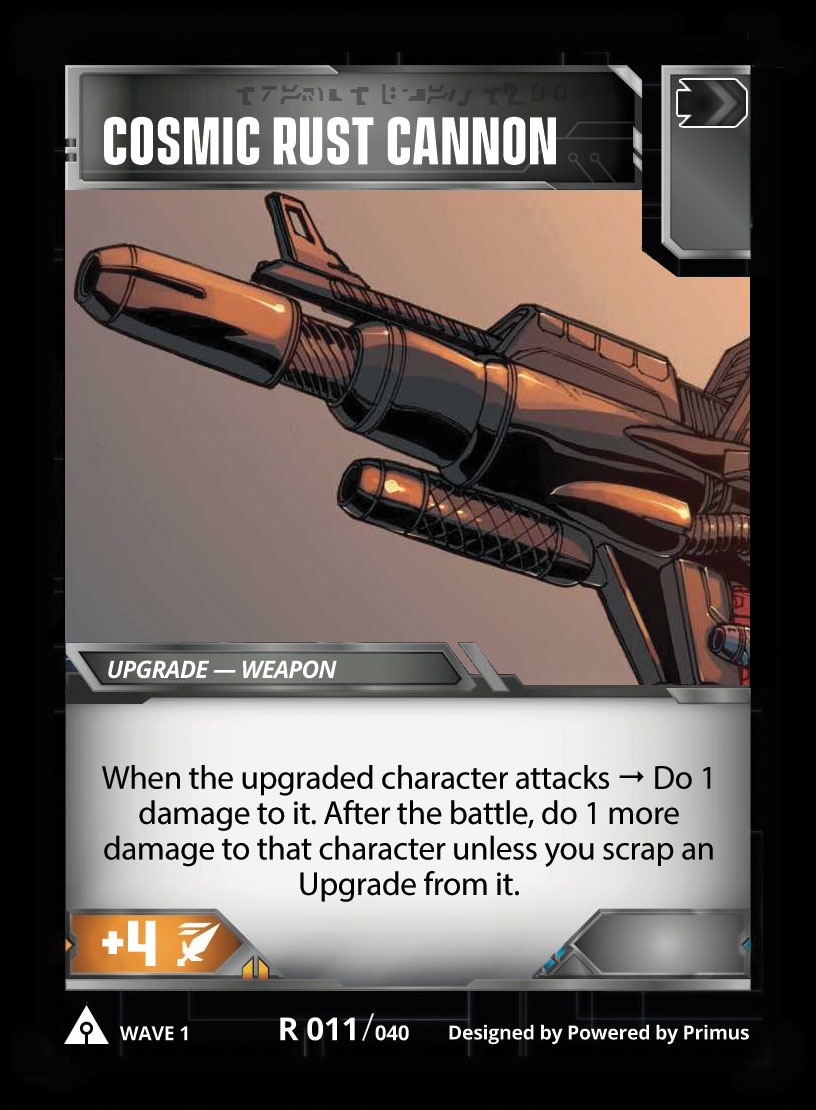 COSMIC RUST CANNON
UPGRADE — WEAPON
When the upgraded character attacks → Do 1
damage to it. After the battle, do 1 more
damage to that character unless you scrap an
Upgrade from it.
+4
WAVE 1
R 011/040
Designed by Powered by Primus